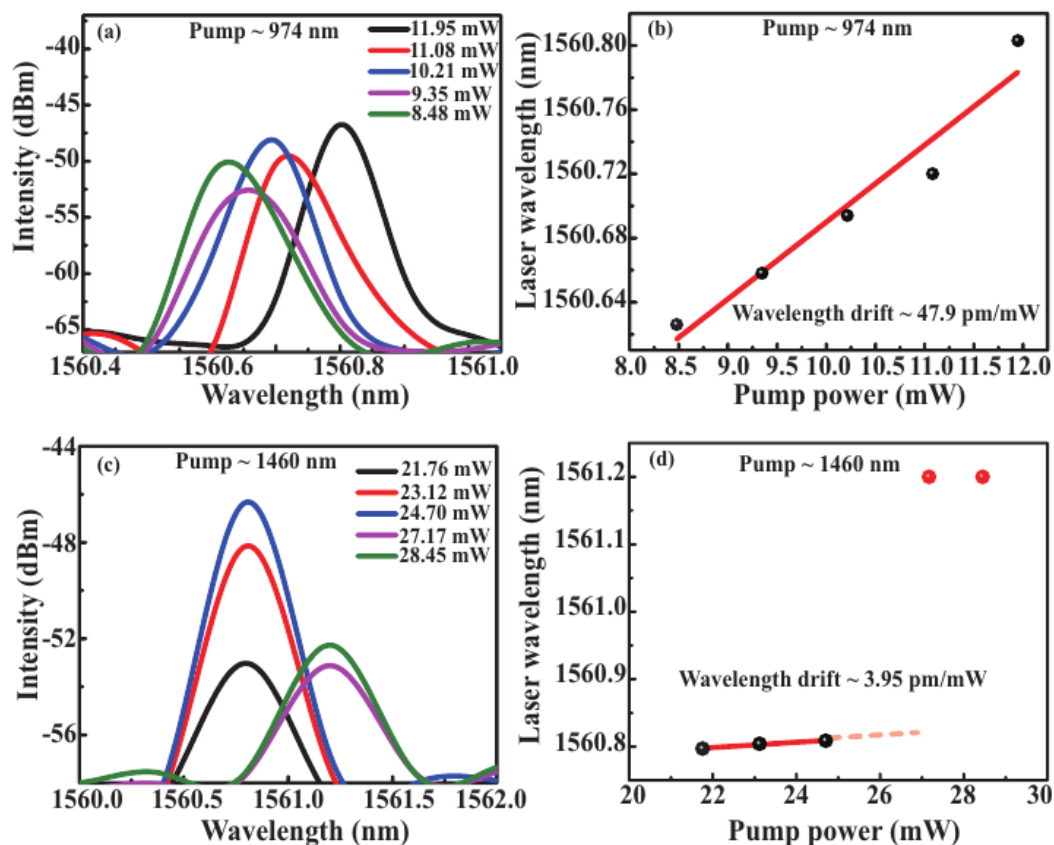 (a)
Pump ~ 974 nm
11.95 mW
11.08 mW
10.21 mW
9.35 mW
8.48 mW
-40
-45
-50
-55
-60
-65
Intensity (dBm)
1560.4
1560.6
1560.8
1561.0
Wavelength (nm)
(b)
Pump ~ 974 nm
1560.80
1560.76
1560.72
1560.68
1560.64
Laser wavelength (nm)
Wavelength drift ~ 47.9 pm/mW
8.0 8.5 9.0 9.5 10.0 10.5 11.0 11.5 12.0
Pump power (mW)
(c)
Pump ~ 1460 nm
21.76 mW
23.12 mW
24.70 mW
27.17 mW
28.45 mW
-44
-48
-52
-56
Intensity (dBm)
1560.0 1560.5 1561.0 1561.5 1562.0
Wavelength (nm)
(d)
Pump ~ 1460 nm
1561.2
1561.1
1561.0
1560.9
1560.8
Laser wavelength (nm)
Wavelength drift ~ 3.95 pm/mW
20 22 24 26 28 30
Pump power (mW)